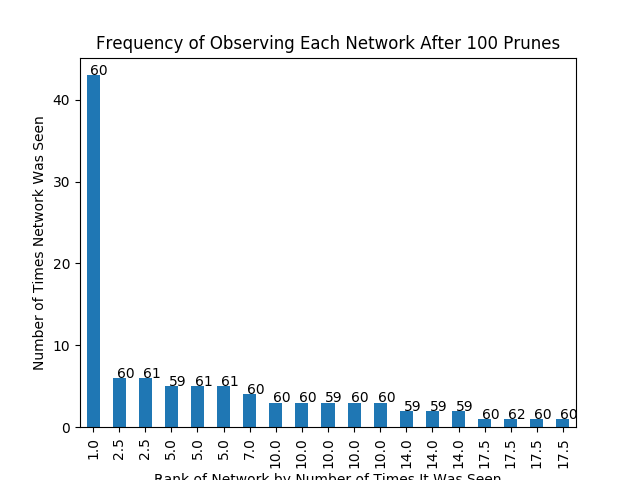 Frequency of Observing Each Network After 100 Prunes
Number of Times Network Was Seen
40
30
20
10
0
60
60 61 59 61 61 60 60 60 59 60 60 59 59 59 60 62 60 60
1.0 2.5 2.5 5.0 5.0 5.0 7.0 10.0 10.0 10.0 10.0 10.0 14.0 14.0 14.0 17.5 17.5 17.5 17.5
Rank of Network by Number of Times It Was Seen